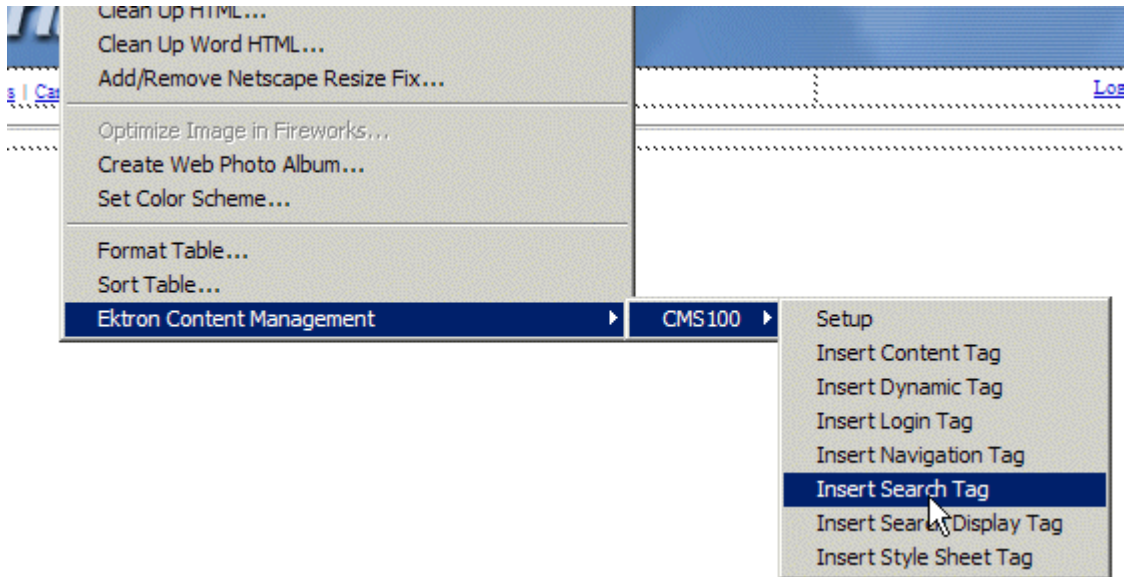 Clean Up HTML...
Clean Up Word HTML...
Add/Remove Netscape Resize Fix...
s | Cas
Log
Optimize Image in Fireworks...
Create Web Photo Album...
Set Color Scheme...
Format Table...
Sort Table...
Ektron Content Management
CMS100
Setup
Insert Content Tag
Insert Dynamic Tag
Insert Login Tag
Insert Navigation Tag
Insert Search Tag
Insert Search Display Tag
Insert Style Sheet Tag